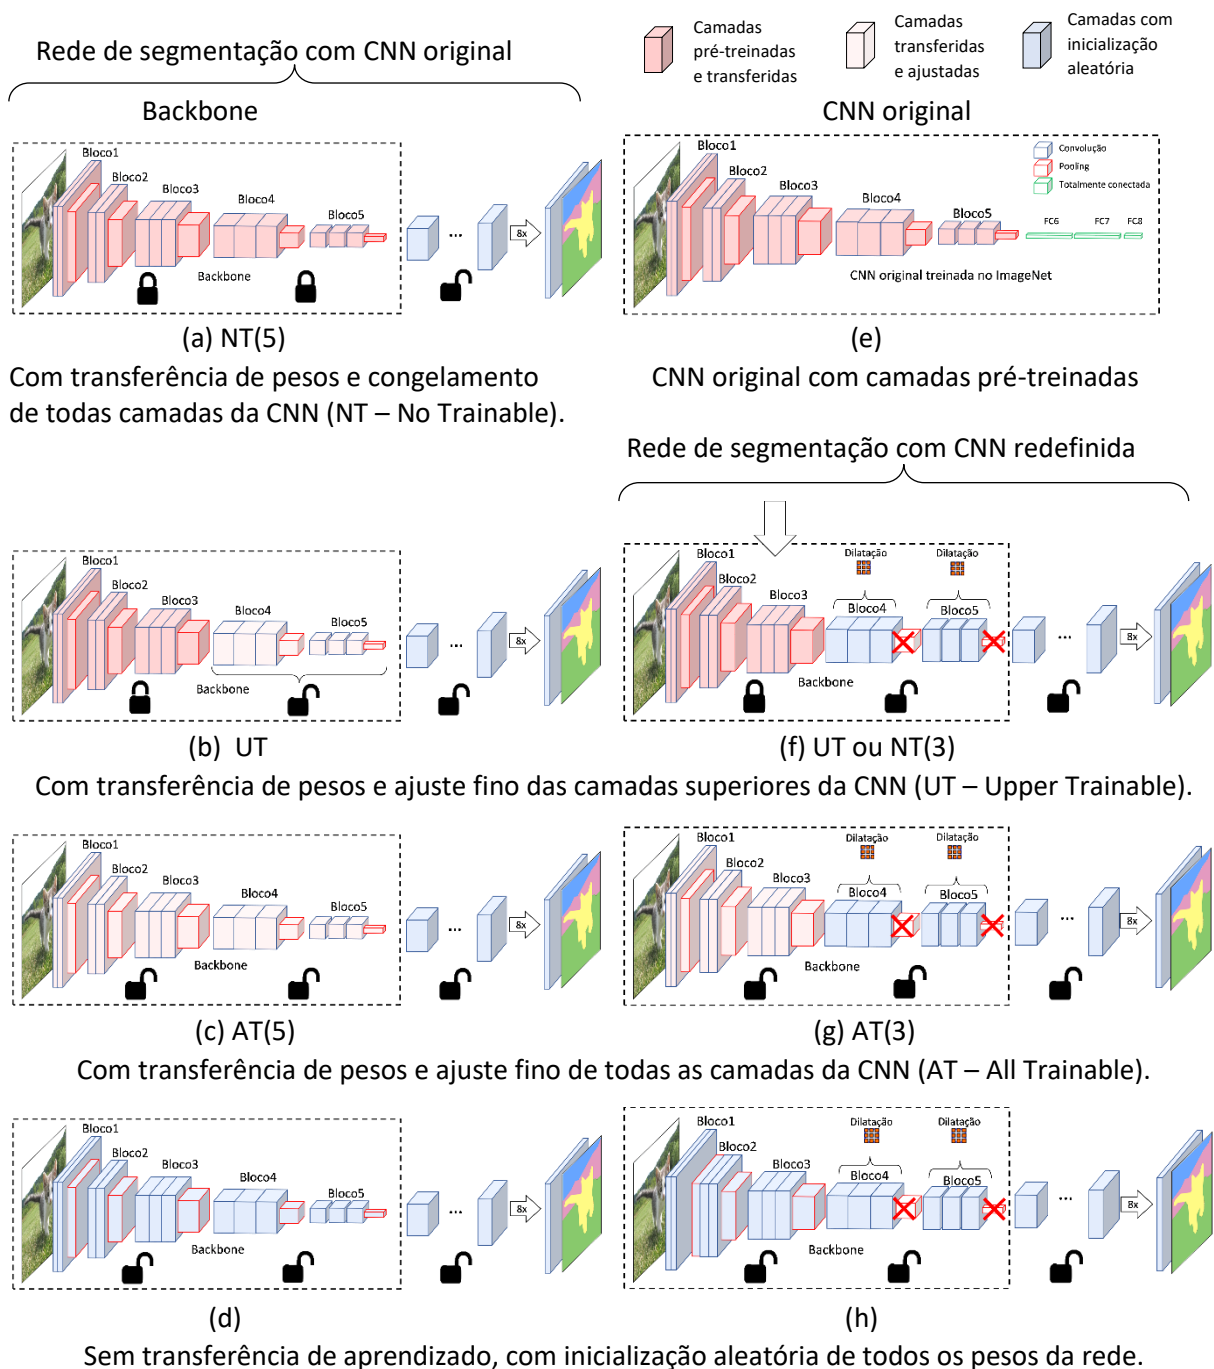 Rede de segmentação com CNN original
Backbone
Camadas
pré-treinadas
e transferidas
Camadas
transferidas
e ajustadas
Camadas com
inicialização
aleatória
CNN original
Bloco1
Bloco2
Bloco3
Bloco4
Bloco5
...
8x
Backbone
(a) NT(5)
Com transferência de pesos e congelamento
de todas camadas da CNN (NT – No Trainable).
Bloco1
Bloco2
Bloco3
Bloco4
Bloco5
Convolução
Pooling
Totalmente conectada
FC6
FC7
FC8
CNN original treinada no ImageNet
(e)
CNN original com camadas pré-treinadas
Rede de segmentação com CNN redefinida
Bloco1
Bloco2
Bloco3
Bloco4
Bloco5
...
8x
Backbone
(b) UT
Bloco1
Bloco2
Bloco3
Dilatação
Dilatação
Bloco4
Bloco5
...
8x
Backbone
(f) UT ou NT(3)
Com transferência de pesos e ajuste fino das camadas superiores da CNN (UT – Upper Trainable).
Bloco1
Bloco2
Bloco3
Bloco4
Bloco5
...
8x
Backbone
(c) AT(5)
Bloco1
Bloco2
Bloco3
Dilatação
Dilatação
Bloco4
Bloco5
...
8x
Backbone
(g) AT(3)
Com transferência de pesos e ajuste fino de todas as camadas da CNN (AT – All Trainable).
Bloco1
Bloco2
Bloco3
Bloco4
Bloco5
...
8x
Backbone
(d)
Bloco1
Bloco2
Bloco3
Dilatação
Dilatação
Bloco4
Bloco5
...
8x
Backbone
(h)
Sem transferência de aprendizado, com inicialização aleatória de todos os pesos da rede.